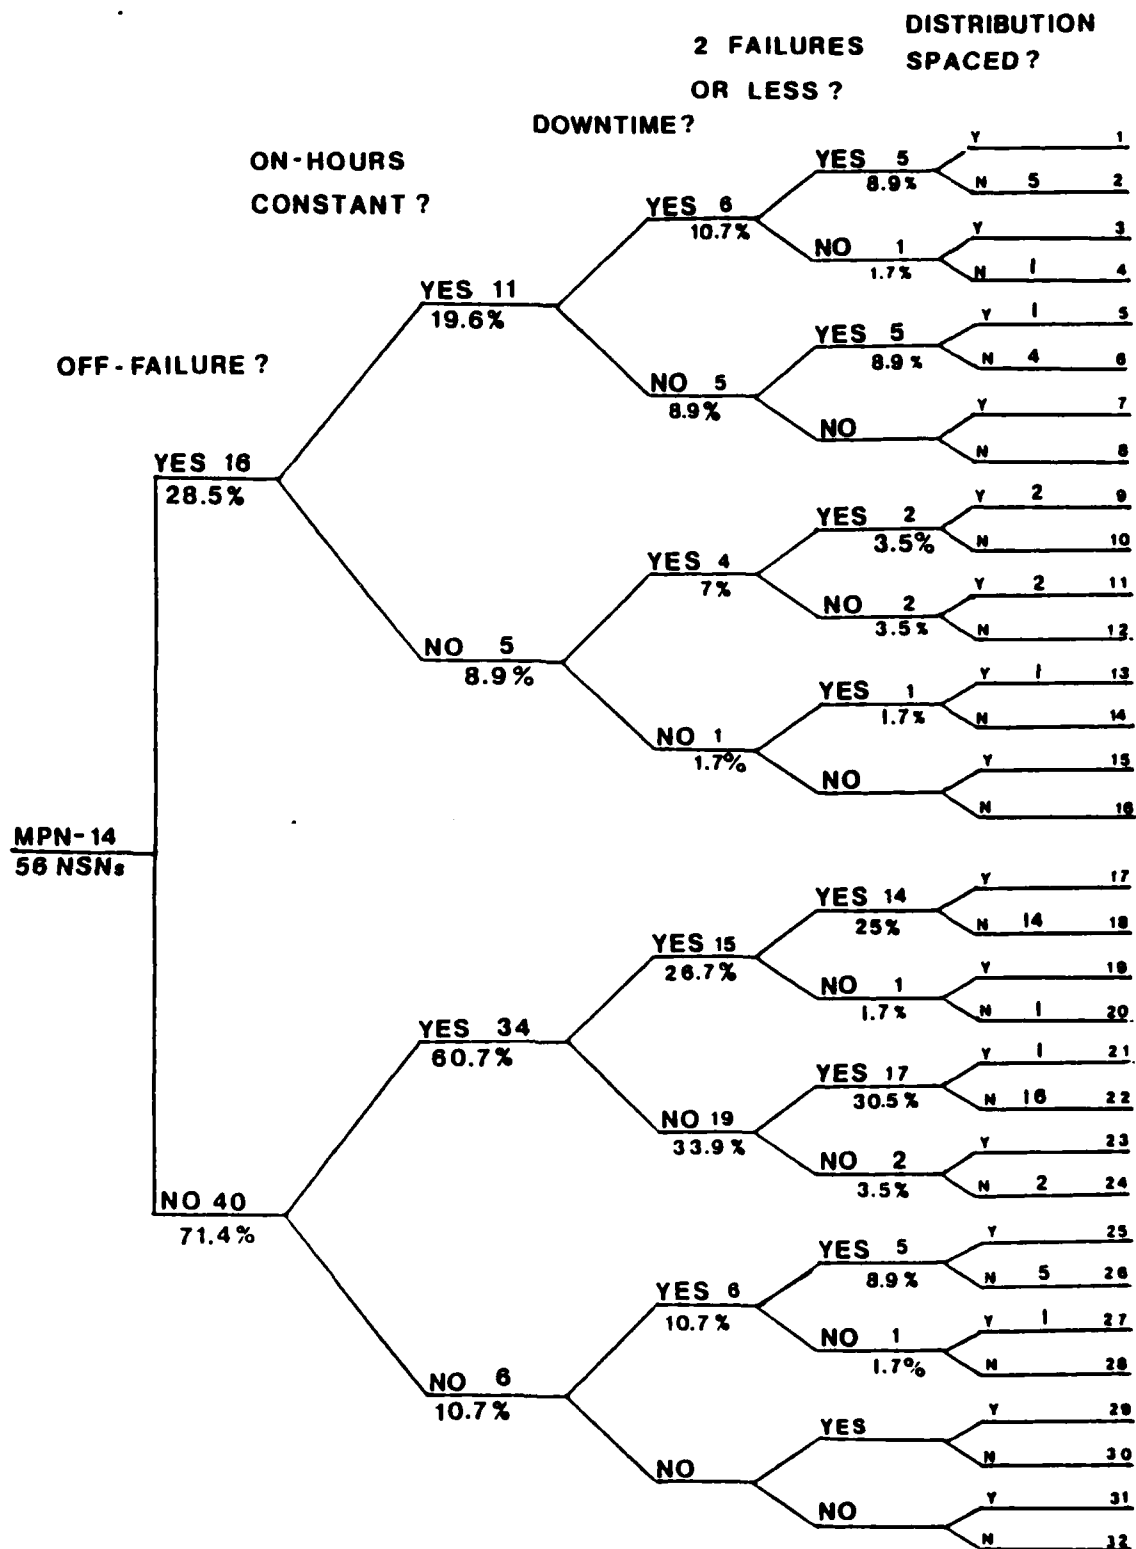 DISTRIBUTION
SPACED?
2 FAILURES
OR LESS?
DOWNTIME?
ON-HOURS
CONSTANT?
OFF-FAILURE?
MPN-14
56 NSNs
YES 16
28.5%
YES 11
19.6%
YES 6
10.7%
YES 5
8.9%
Y 1
N 5 2
NO 1
1.7%
Y 3
N 1 4
NO 5
8.9%
YES 5
8.9%
Y 1 5
N 4 6
NO
Y 7
N 8
NO 5
8.9%
YES 4
7%
YES 2
3.5%
Y 2 9
N 10
NO 2
3.5%
Y 2 11
N 12
NO 1
1.7%
YES 1
1.7%
Y 1 13
N 14
NO
Y 15
N 16
NO 40
71.4%
YES 34
60.7%
YES 15
26.7%
YES 14
25%
Y 17
N 14 18
NO 1
1.7%
Y 19
N 1 20
NO 19
33.9%
YES 17
30.5%
Y 1 21
N 16 22
NO 2
3.5%
Y 23
N 2 24
NO 6
10.7%
YES 6
10.7%
YES 5
8.9%
Y 25
N 5 26
NO 1
1.7%
Y 1 27
N 28
NO
YES
Y 29
N 30
NO
Y 31
N 32